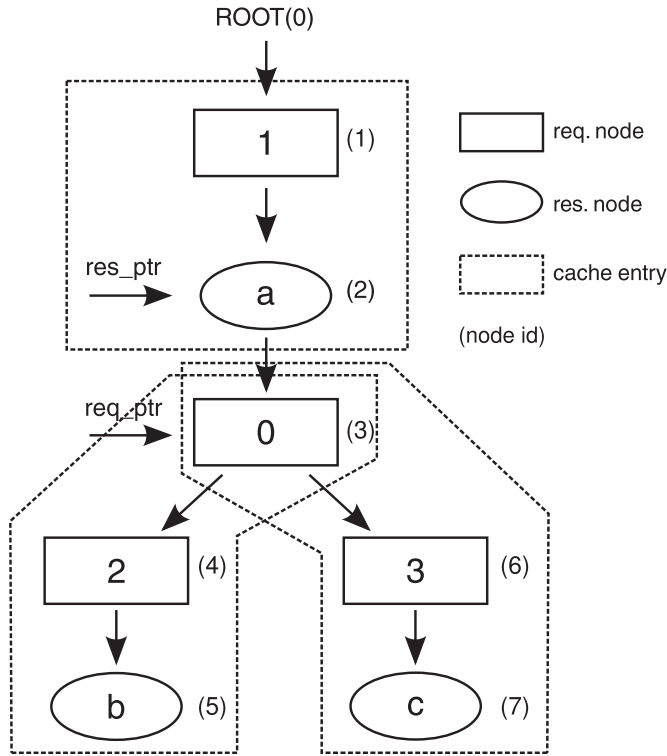 ROOT(0)
1 (1)
req. node
res. node
res_ptr
a (2)
cache entry
(node id)
req_ptr
0 (3)
2 (4)
3 (6)
b (5)
c (7)